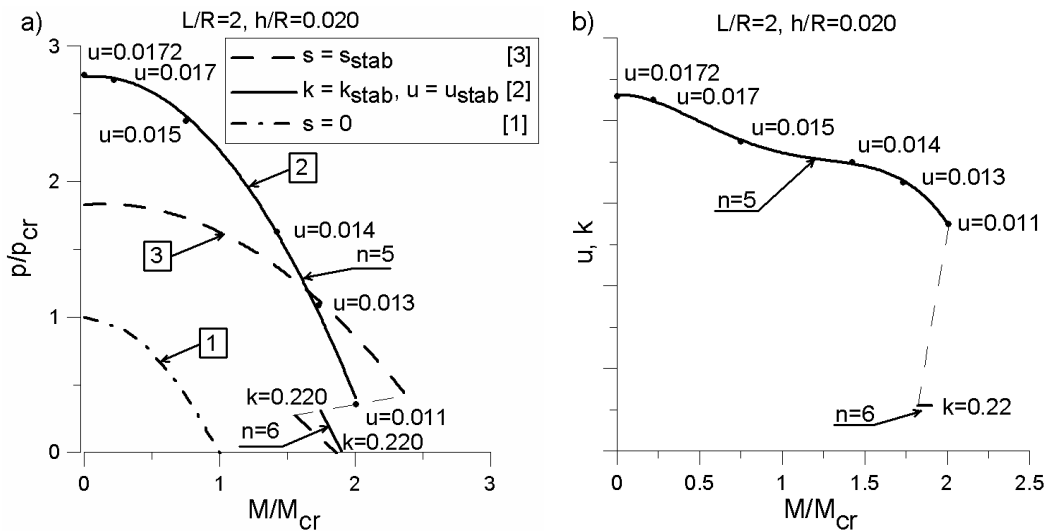 L/R=2, h/R=0.020
a)
s = s_stab [3]
k = k_stab, u = u_stab [2]
s = 0 [1]
3
2
1
0
p/p_cr
u=0.0172
u=0.017
u=0.015
2
u=0.014
n=5
3
u=0.013
1
k=0.220
u=0.011
n=6
k=0.220
0 1 2 3
M/M_cr
L/R=2, h/R=0.020
b)
u, k
u=0.0172
u=0.017
u=0.015
u=0.014
n=5
u=0.013
u=0.011
n=6
k=0.22
0 0.5 1 1.5 2 2.5
M/M_cr